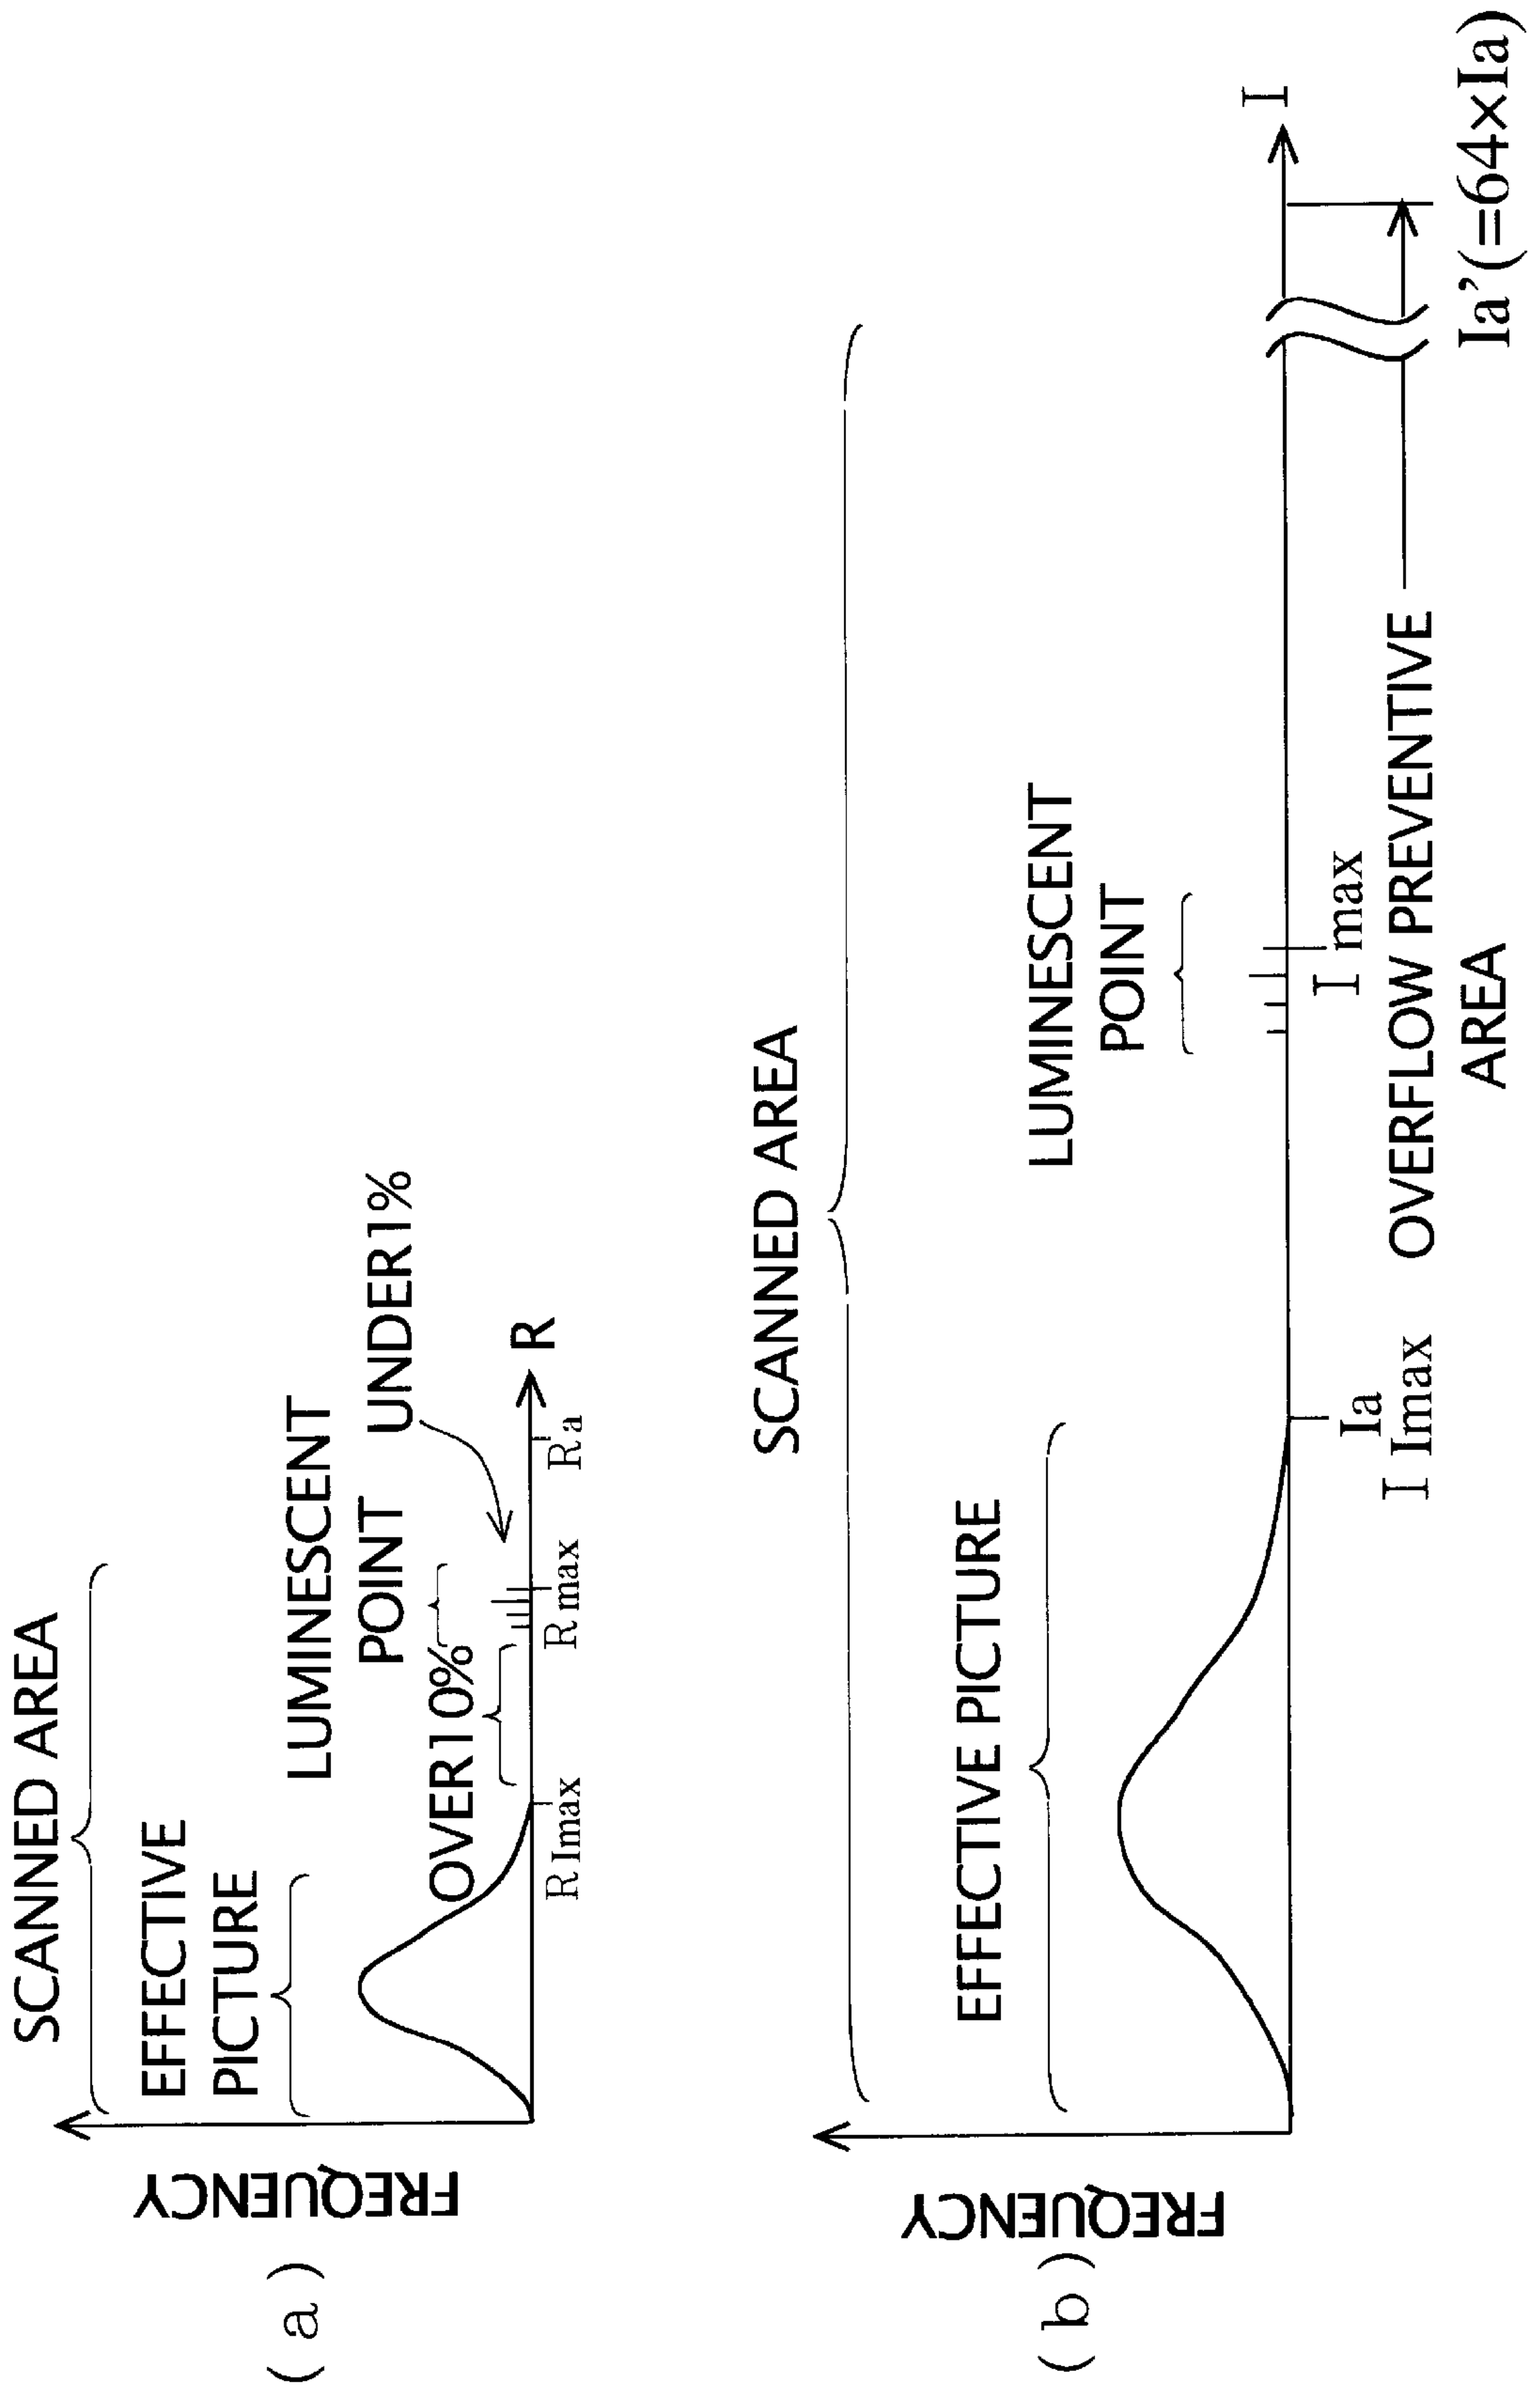 ( a )
SCANNED AREA
EFFECTIVE
PICTURE
LUMINESCENT
POINT
UNDER1%
OVER10%
FREQUENCY
R Imax
R max
R a
R
( b )
SCANNED AREA
EFFECTIVE PICTURE
LUMINESCENT
POINT
FREQUENCY
I
Ia
I Imax
I max
OVERFLOW PREVENTIVE
AREA
Ia’(=64×Ia)